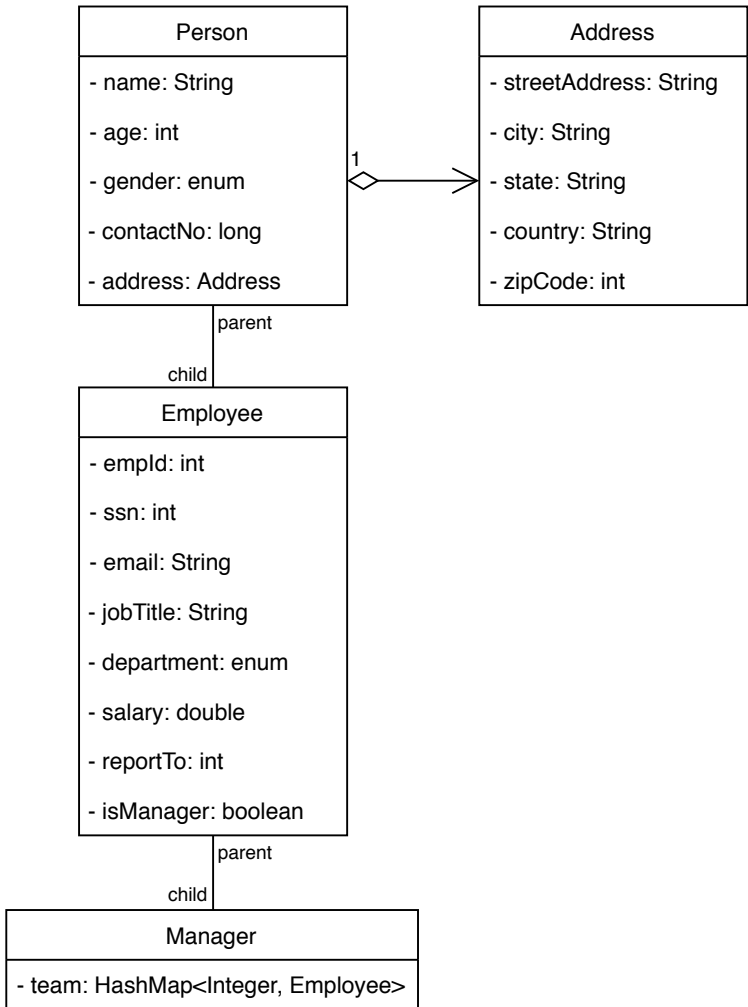 Person
- name: String
- age: int
- gender: enum
- contactNo: long
- address: Address
1
Address
- streetAddress: String
- city: String
- state: String
- country: String
- zipCode: int
parent
child
Employee
- empId: int
- ssn: int
- email: String
- jobTitle: String
- department: enum
- salary: double
- reportTo: int
- isManager: boolean
parent
child
Manager
- team: HashMap<Integer, Employee>